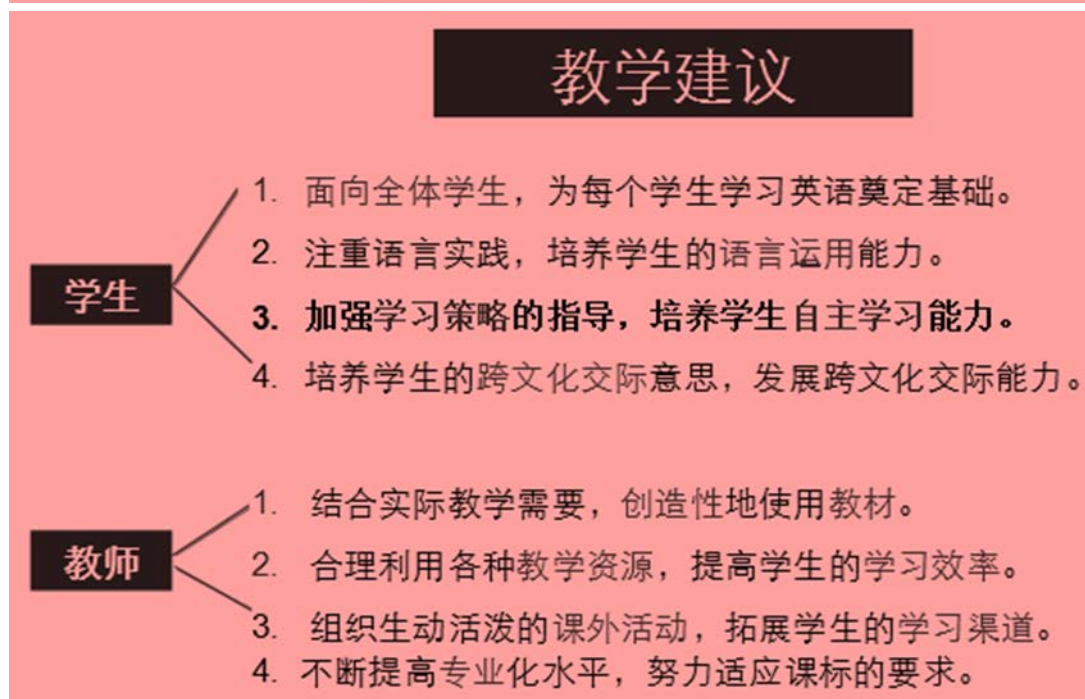 教学建议
学生
1. 面向全体学生，为每个学生学习英语奠定基础。
2. 注重语言实践，培养学生的语言运用能力。
3. 加强学习策略的指导，培养学生自主学习能力。
4. 培养学生的跨文化交际意思，发展跨文化交际能力。
教师
1. 结合实际教学需要，创造性地使用教材。
2. 合理利用各种教学资源，提高学生的学习效率。
3. 组织生动活泼的课外活动，拓展学生的学习渠道。
4. 不断提高专业化水平，努力适应课标的要求。